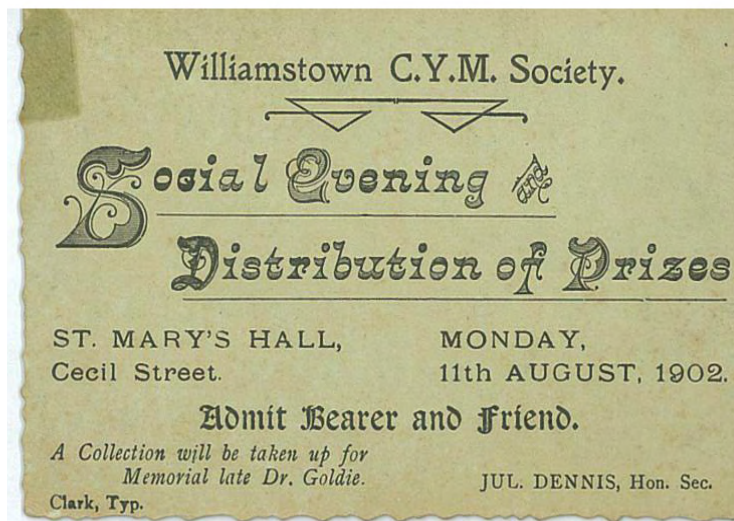 Williamstown C.Y.M. Society.
Social Evening and
Distribution of Prizes
ST. MARY'S HALL, MONDAY,
Cecil Street. 11th AUGUST, 1902.
Admit Bearer and Friend.
A Collection will be taken up for
Memorial late Dr. Goldie. JUL. DENNIS, Hon. Sec.
Clark, Typ.